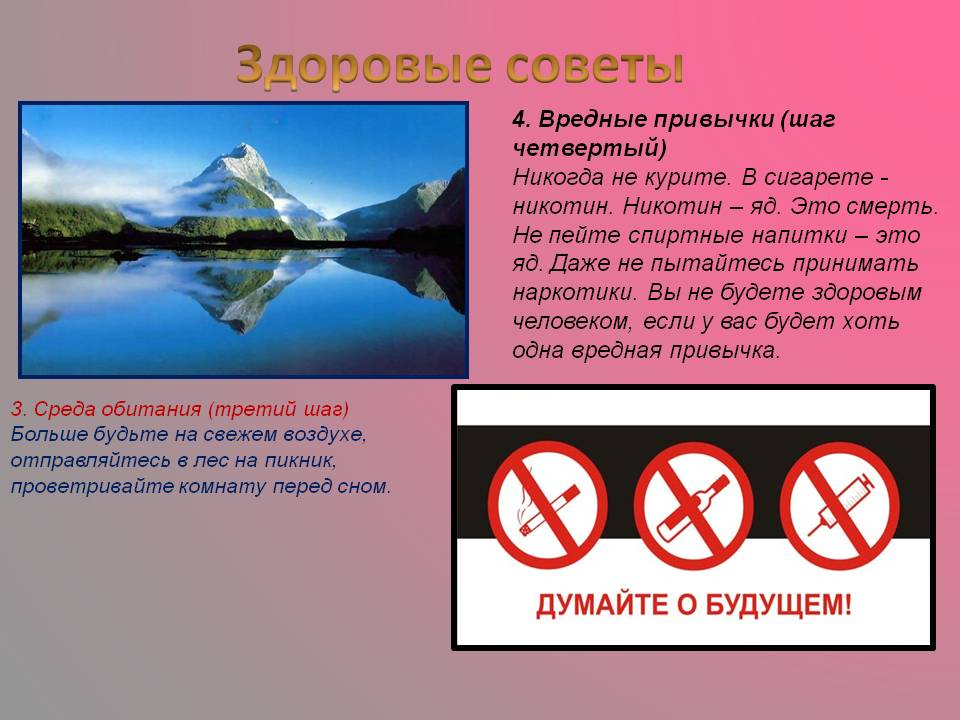 Здоровые советы
3. Среда обитания (третий шаг)
Больше будьте на свежем воздухе,
отправляйтесь в лес на пикник,
проветривайте комнату перед сном.
4. Вредные привычки (шаг
четвертый)
Никогда не курите. В сигарете -
никотин. Никотин – яд. Это смерть.
Не пейте спиртные напитки – это
яд. Даже не пытайтесь принимать
наркотики. Вы не будете здоровым
человеком, если у вас будет хоть
одна вредная привычка.
ДУМАЙТЕ О БУДУЩЕМ!